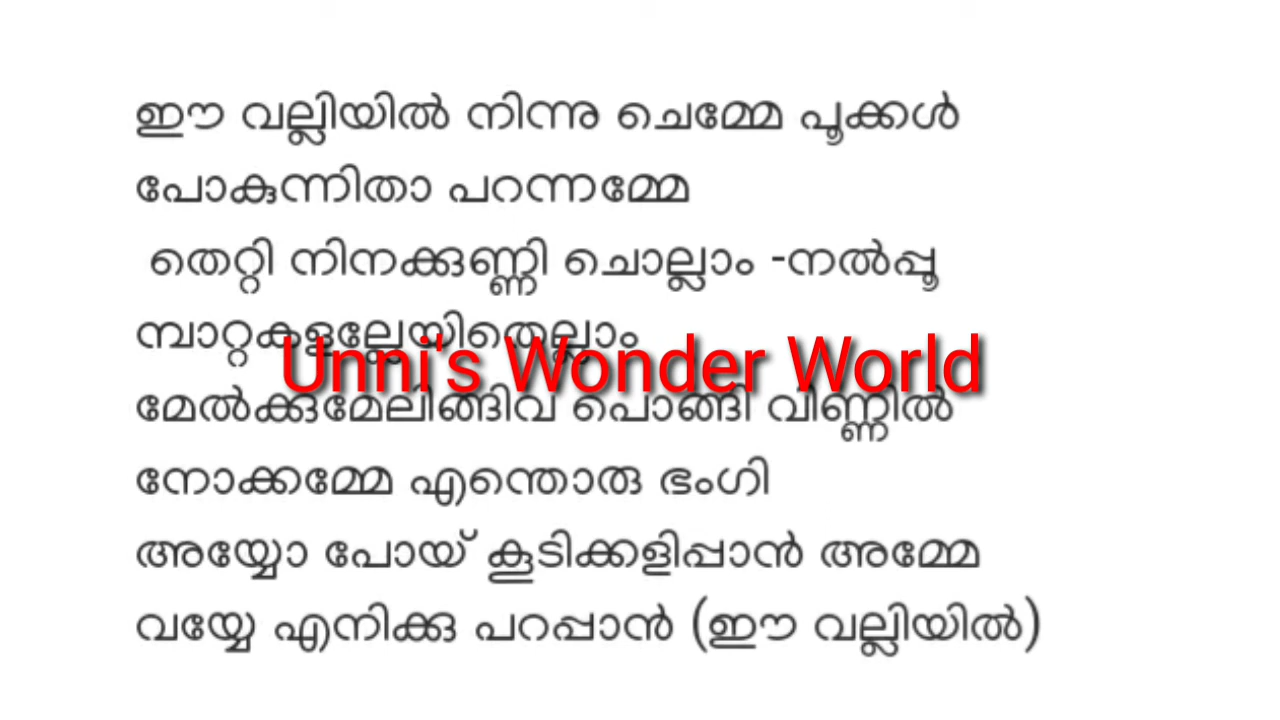 ഈ വല്ലിയിൽ നിന്നു ചെമ്മേ പൂക്കൾ
പോകുന്നിതാ പറന്നമ്മേ
തെറ്റി നിനക്കുണ്ണി ചൊല്ലാം -നൽപ്പൂ
മ്പാറ്റകളല്ലേയിതെല്ലാം
Unni's Wonder World
മേൽക്കുമേലിങ്ങിവ പൊങ്ങി വിണ്ണിൽ
നോക്കമ്മേ എന്തൊരു ഭംഗി
അയ്യോ പോയ് കൂടിക്കളിപ്പാൻ അമ്മേ
വയ്യേ എനിക്കു പറപ്പാൻ (ഈ വല്ലിയിൽ)